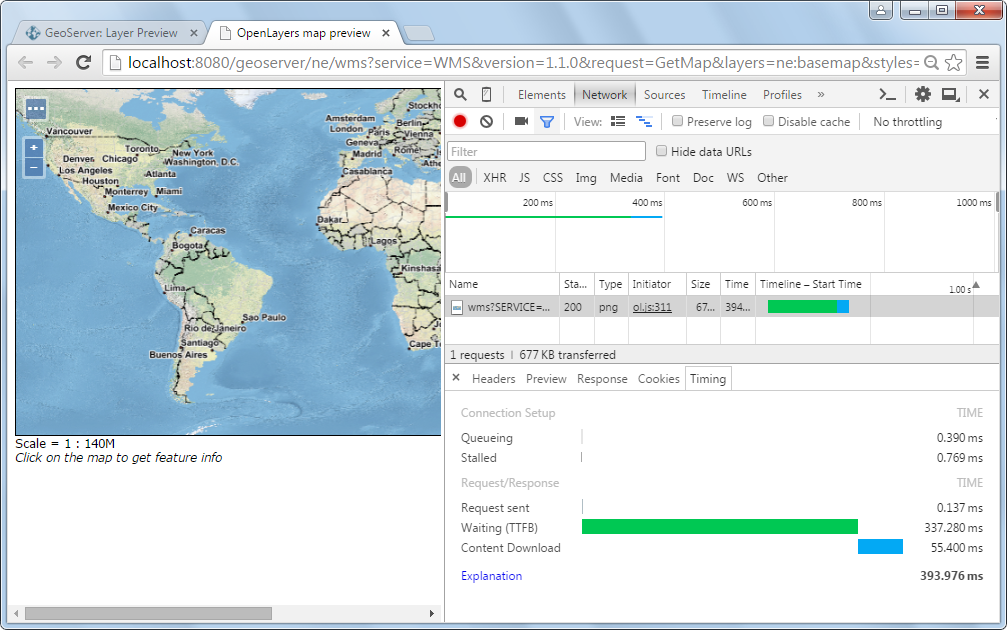 GeoServer: Layer Preview
OpenLayers map preview
localhost:8080/geoserver/ne/wms?service=WMS&version=1.1.0&request=GetMap&layers=ne:basemap&styles=
Vancouver
Toronto
New York
Denver
Chicago
Washington, D.C.
Los Angeles
Atlanta
Houston
Monterrey
Miami
Mexico City
Caracas
Bogota
Lima
Rio de Janeiro
Sao Paulo
Santiago
Buenos Aires
Stockh
Amsterdam
Berlin
London
Paris
Vienna
Geneva
Rome
Madrid
Athe
Casablanca
Dakar
Lagos
Kinshasa
Cape T
Scale = 1 : 140M
Click on the map to get feature info
Elements Network Sources Timeline Profiles »
View: Preserve log Disable cache No throttling
Filter Hide data URLs
All XHR JS CSS Img Media Font Doc WS Other
200 ms 400 ms 600 ms 800 ms 1000 ms
Name Sta... Type Initiator Size Time Timeline – Start Time 1.00 s
wms?SERVICE=... 200 png ol.js:311 67... 394...
1 requests | 677 KB transferred
× Headers Preview Response Cookies Timing
Connection Setup TIME
Queueing 0.390 ms
Stalled 0.769 ms
Request/Response TIME
Request sent 0.137 ms
Waiting (TTFB) 337.280 ms
Content Download 55.400 ms
Explanation 393.976 ms